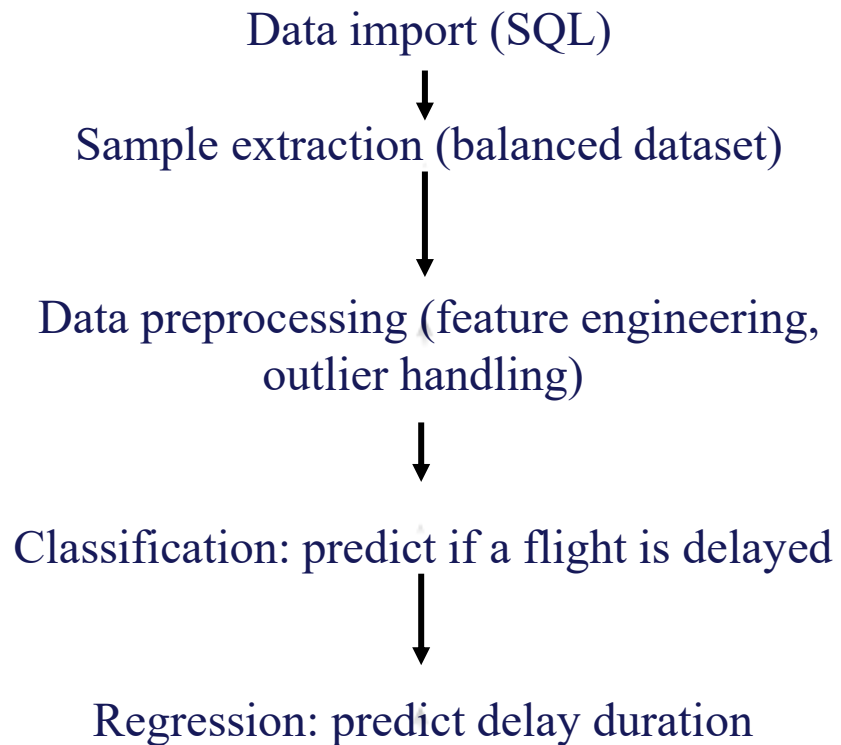 Data import (SQL)
Sample extraction (balanced dataset)
Data preprocessing (feature engineering,
outlier handling)
Classification: predict if a flight is delayed
Regression: predict delay duration